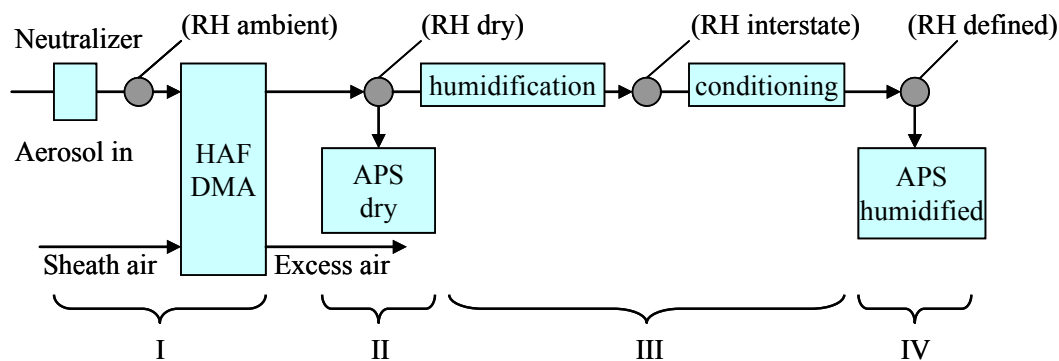 (RH ambient)
(RH dry)
(RH interstate)
(RH defined)
Neutralizer
humidification
conditioning
Aerosol in
HAF
DMA
APS
dry
APS
humidified
Sheath air
Excess air
I
II
III
IV